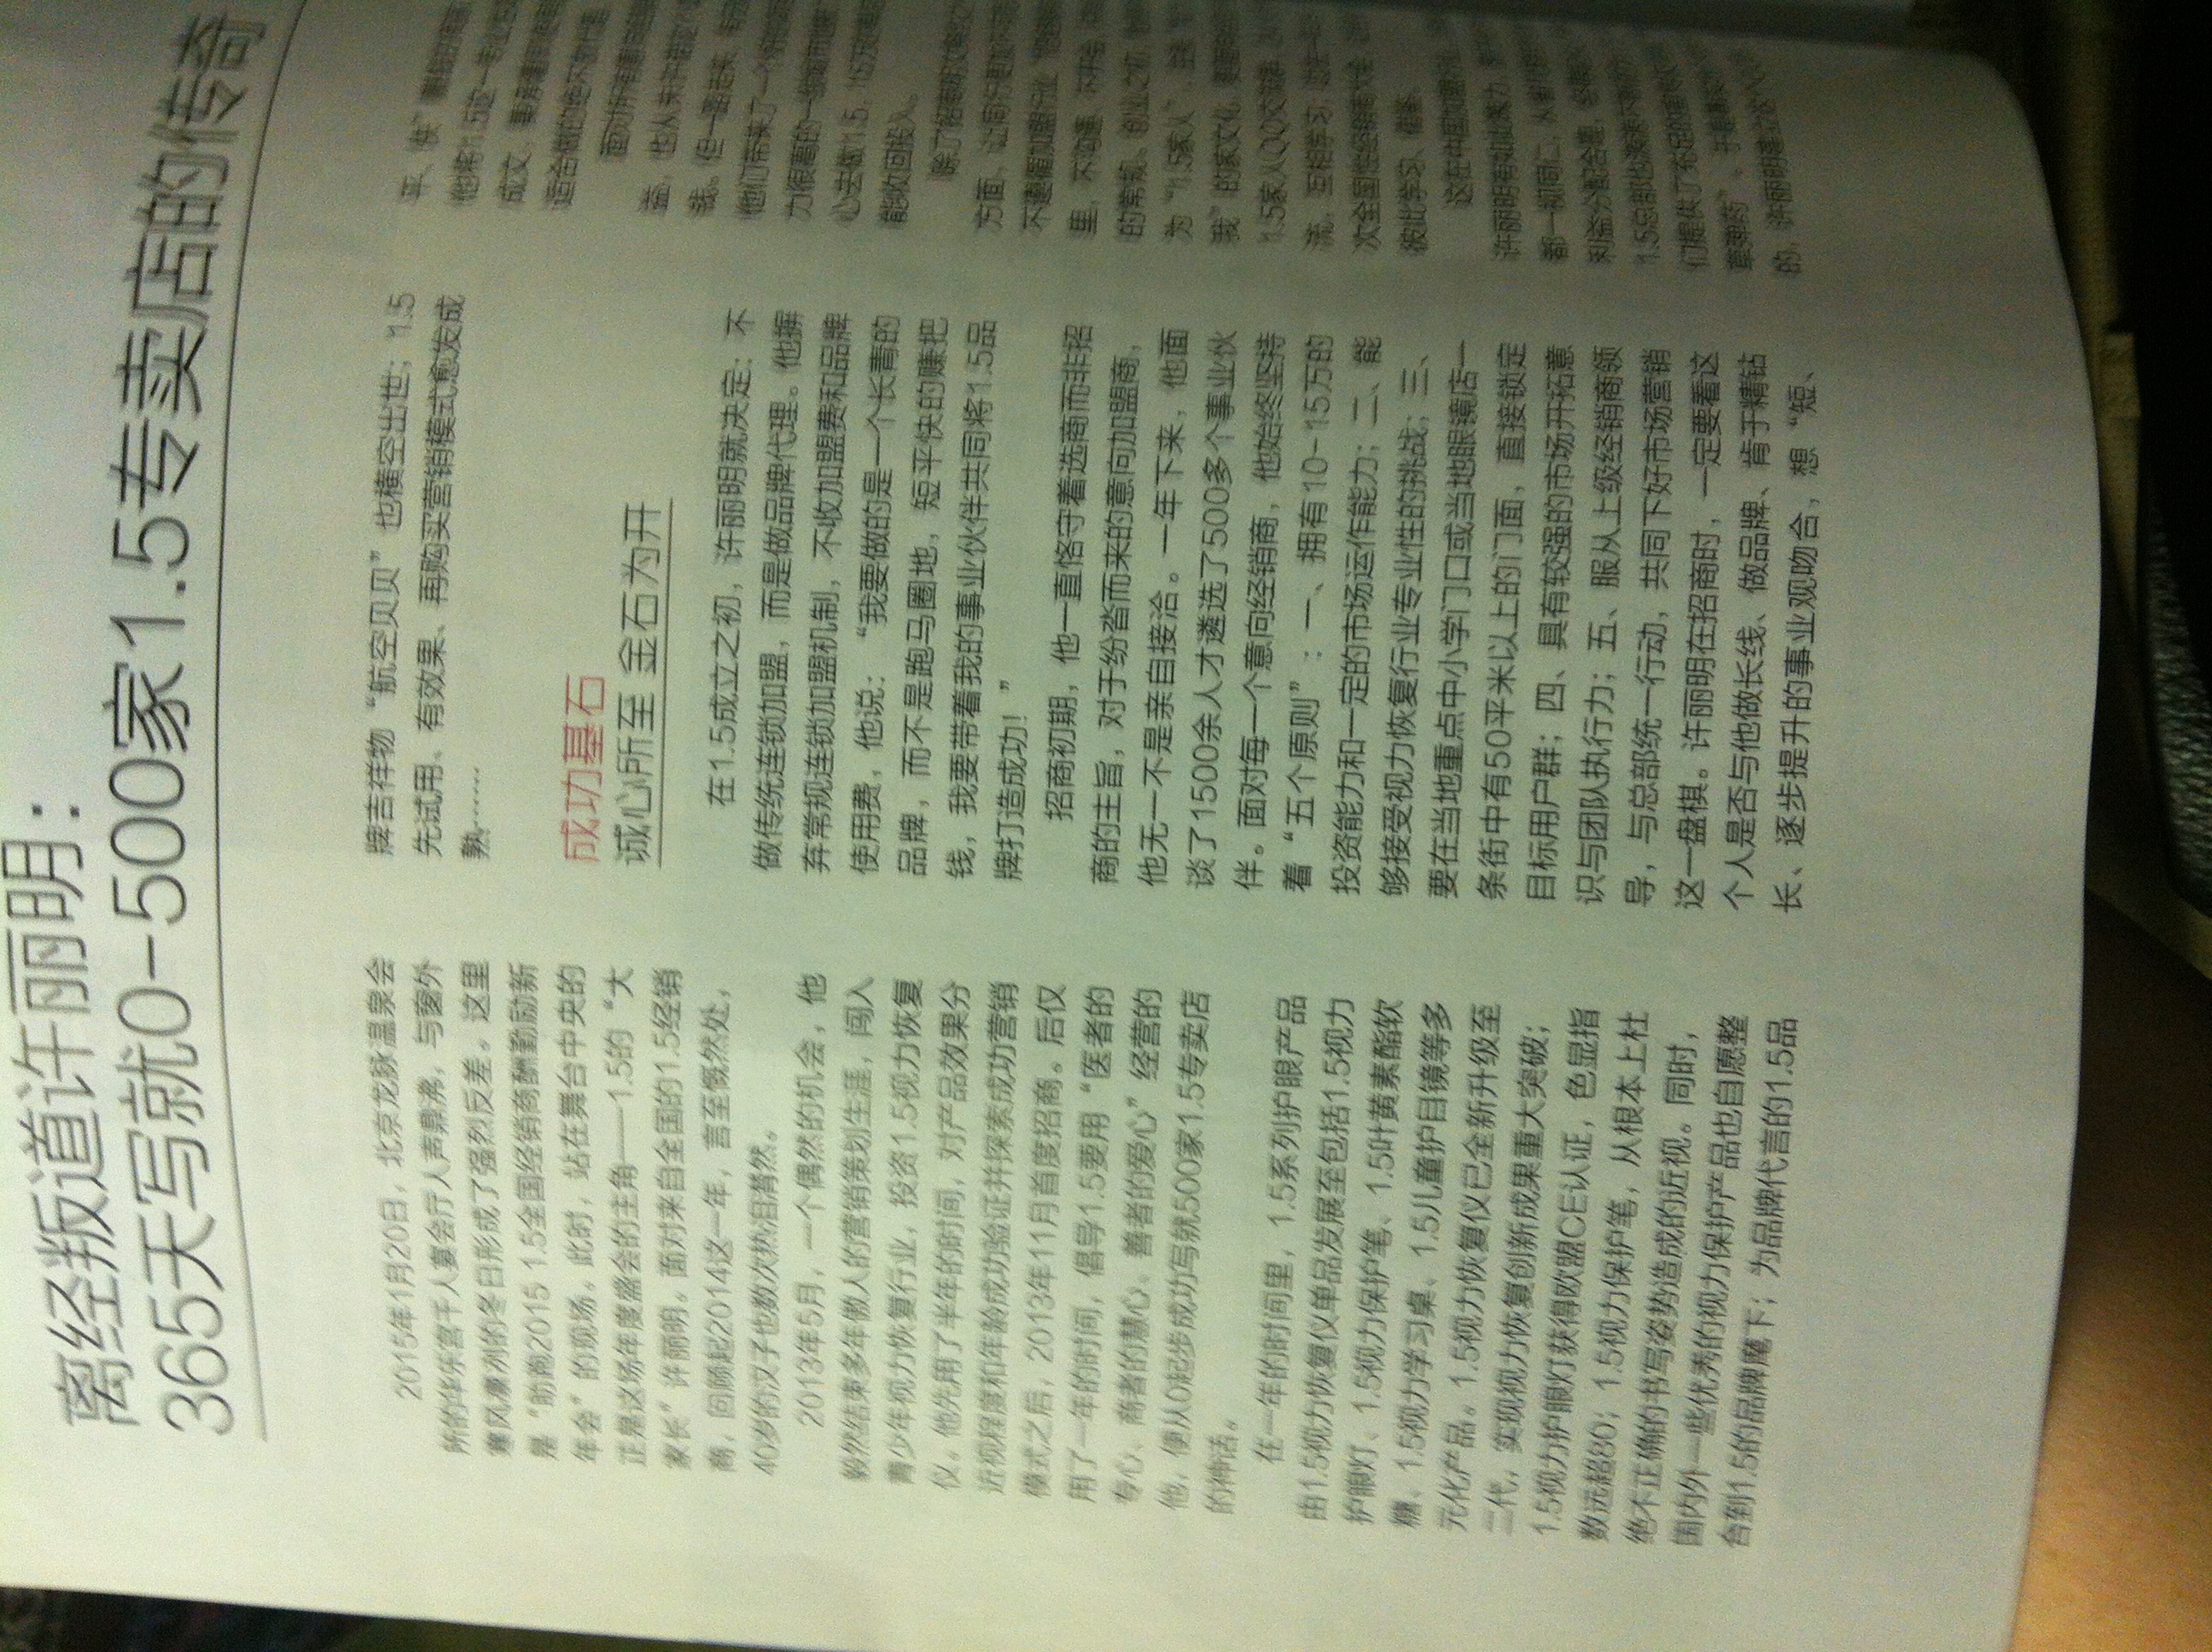 离经叛道许丽明：
365天写就0-500家1.5专卖店的传奇
2015年1月20日，北京龙脉温泉会
所的华乐宫千人宴会厅人声鼎沸，与窗外
寒风凛冽的冬日形成了强烈反差。这里
是“助跑2015 1.5全国经销商酬勤励新
年会”的现场。此时，站在舞台中央的
正是这场年度盛会的主角——1.5的“大
家长”许丽明。面对来自全国的1.5经销
商，回顾起2014这一年，言至慨然处，
40岁的汉子也数次热泪潸然。
2013年5月，一个偶然的机会，他
毅然结束多年傲人的营销策划生涯，闯入
青少年视力恢复行业，投资1.5视力恢复
仪。他先用了半年的时间，对产品效果分
近视程度和年龄成功验证并探索成功营销
模式之后，2013年11月首度招商。后仅
用了一年的时间，倡导1.5要用“医者的
专心、商者的慧心、善者的爱心”经营的
他，便从0起步成功写就500家1.5专卖店
的神话。
在一年的时间里，1.5系列护眼产品
由1.5视力恢复仪单品发展至包括1.5视力
护眼灯、1.5视力保护笔、1.5叶黄素酯软
糖、1.5视力学习桌、1.5儿童护目镜等多
元化产品。1.5视力恢复仪已全新升级至
二代，实现视力恢复创新成果重大突破；
1.5视力护眼灯获得欧盟CE认证，色显指
数远超80；1.5视力保护笔，从根本上杜
绝不正确的书写姿势造成的近视。同时，
国内外一些优秀的视力保护产品也自愿整
合到1.5的品牌麾下；为品牌代言的1.5品
牌吉祥物“航空贝贝”也横空出世；1.5
先试用、有效果、再购买营销模式愈发成
熟……
成功基石
诚心所至 金石为开
在1.5成立之初，许丽明就决定：不
做传统连锁加盟，而是做品牌代理。他摒
弃常规连锁加盟机制，不收加盟费和品牌
使用费，他说：“我要做的是一个长青的
品牌，而不是跑马圈地，短平快的赚把
钱，我要带着我的事业伙伴共同将1.5品
牌打造成功！”
招商初期，他一直恪守着选商而非招
商的主旨，对于纷沓而来的意向加盟商，
他无一不是亲自接洽。一年下来，他面
谈了1500余人才遴选了500多个事业伙
伴。面对每一个意向经销商，他始终坚持
着“五个原则”：一、拥有10-15万的
投资能力和一定的市场运作能力；二、能
够接受视力恢复行业专业性的挑战；三、
要在当地重点中小学门口或当地眼镜店一
条街中有50平米以上的门面，直接锁定
目标用户群；四、具有较强的市场开拓意
识与团队执行力；五、服从上级经销商领
导，与总部统一行动，共同下好市场营销
这一盘棋。许丽明在招商时，一定要看这
个人是否与他做长线、做品牌、肯于精钻
长、逐步提升的事业观吻合，想“短、
平、快”
他将1.5这一
成文
适合做的绝不
面对所有
益，也从未许诺
钱。但一路走来，
他们带来了一个
力很高的一
心去做1.5，15万
能收回投入。
除了招商
方面，让同行更加
不遵循加盟行业
里，不沟通、不开会，
的常规。创业之初，
为“1.5家人”，
我”的家文化，
1.5家人QQ交流群，
流，互相学习，
次全国性经销商大会
彼此学习、借鉴。
这在中国加盟行业
许丽明有如此魄力，
都一视同仁，从
利益分配合理，
1.5总部也
们提供了充足的
草弹药”。于
的，许丽明建立